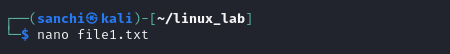 ┌──(sanchi㉿kali)-[~/linux_lab]
└─$ nano file1.txt